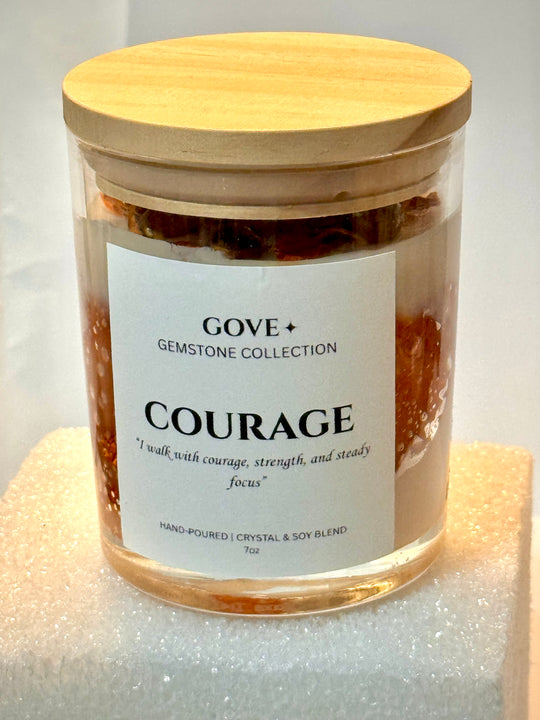 GOVE ✦
GEMSTONE COLLECTION
COURAGE
"I walk with courage, strength, and steady
focus"
HAND-POURED | CRYSTAL & SOY BLEND
7oz